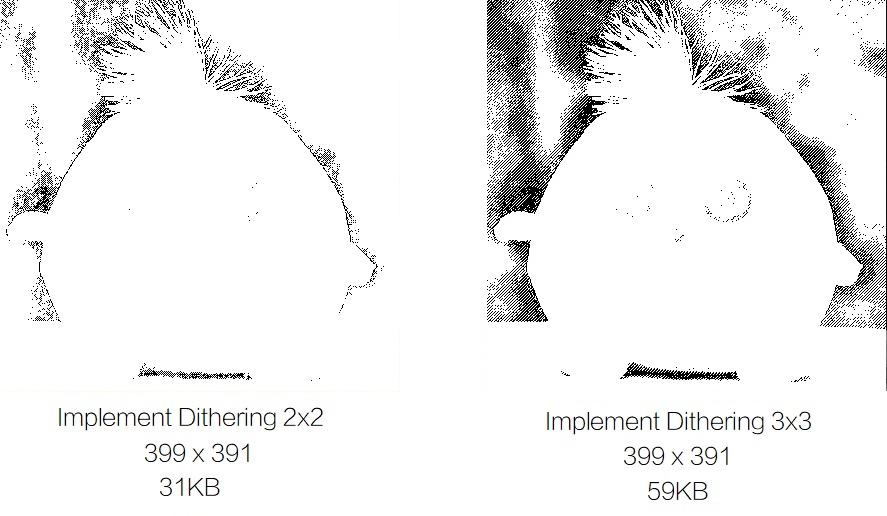 Implement Dithering 2x2
399 x 391
31KB
Implement Dithering 3x3
399 x 391
59KB